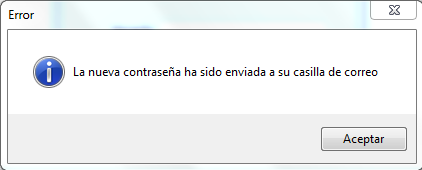 Error
La nueva contraseña ha sido enviada a su casilla de correo
Aceptar